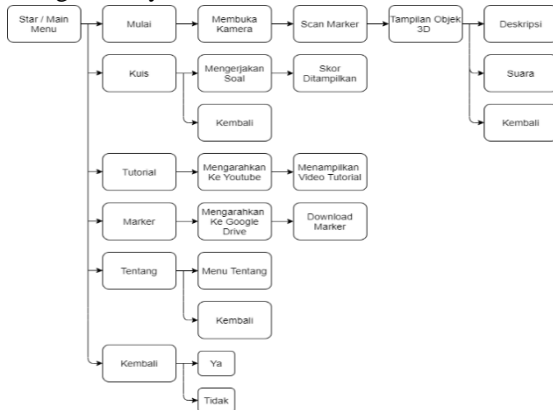 Star / Main
Menu
Mulai
Membuka
Kamera
Scan Marker
Tampilan Objek
3D
Deskripsi
Kuis
Mengerjakan
Soal
Skor
Ditampilkan
Suara
Kembali
Kembali
Tutorial
Mengarahkan
Ke Youtube
Menampilkan
Video Tutorial
Marker
Mengarahkan
Ke Google
Drive
Download
Marker
Tentang
Menu Tentang
Kembali
Kembali
Ya
Tidak